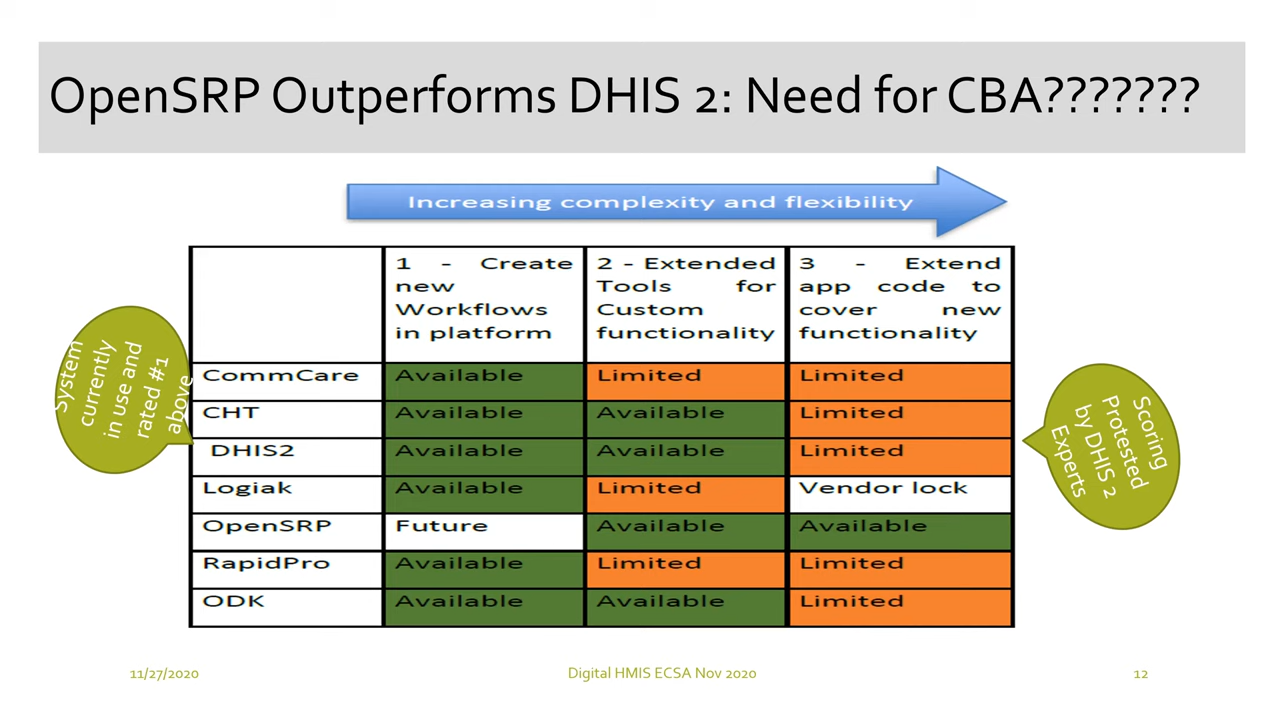 OpenSRP Outperforms DHIS 2: Need for CBA???????
Increasing complexity and flexibility
1 - Create
new
Workflows
in platform
2 - Extended
Tools for
Custom
functionality
3 - Extend
app code to
cover new
functionality
CommCare Available Limited Limited
CHT Available Available Limited
DHIS2 Available Available Limited
Logiak Available Limited Vendor lock
OpenSRP Future Available Available
RapidPro Available Limited Limited
ODK Available Available Limited
System
currently
in use and
rated #1
above
Scoring
Protested
by DHIS 2
Experts
11/27/2020
Digital HMIS ECSA Nov 2020
12